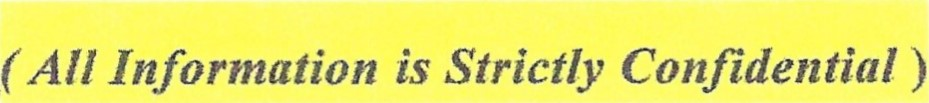 ( All Information is Strictly Confidential )